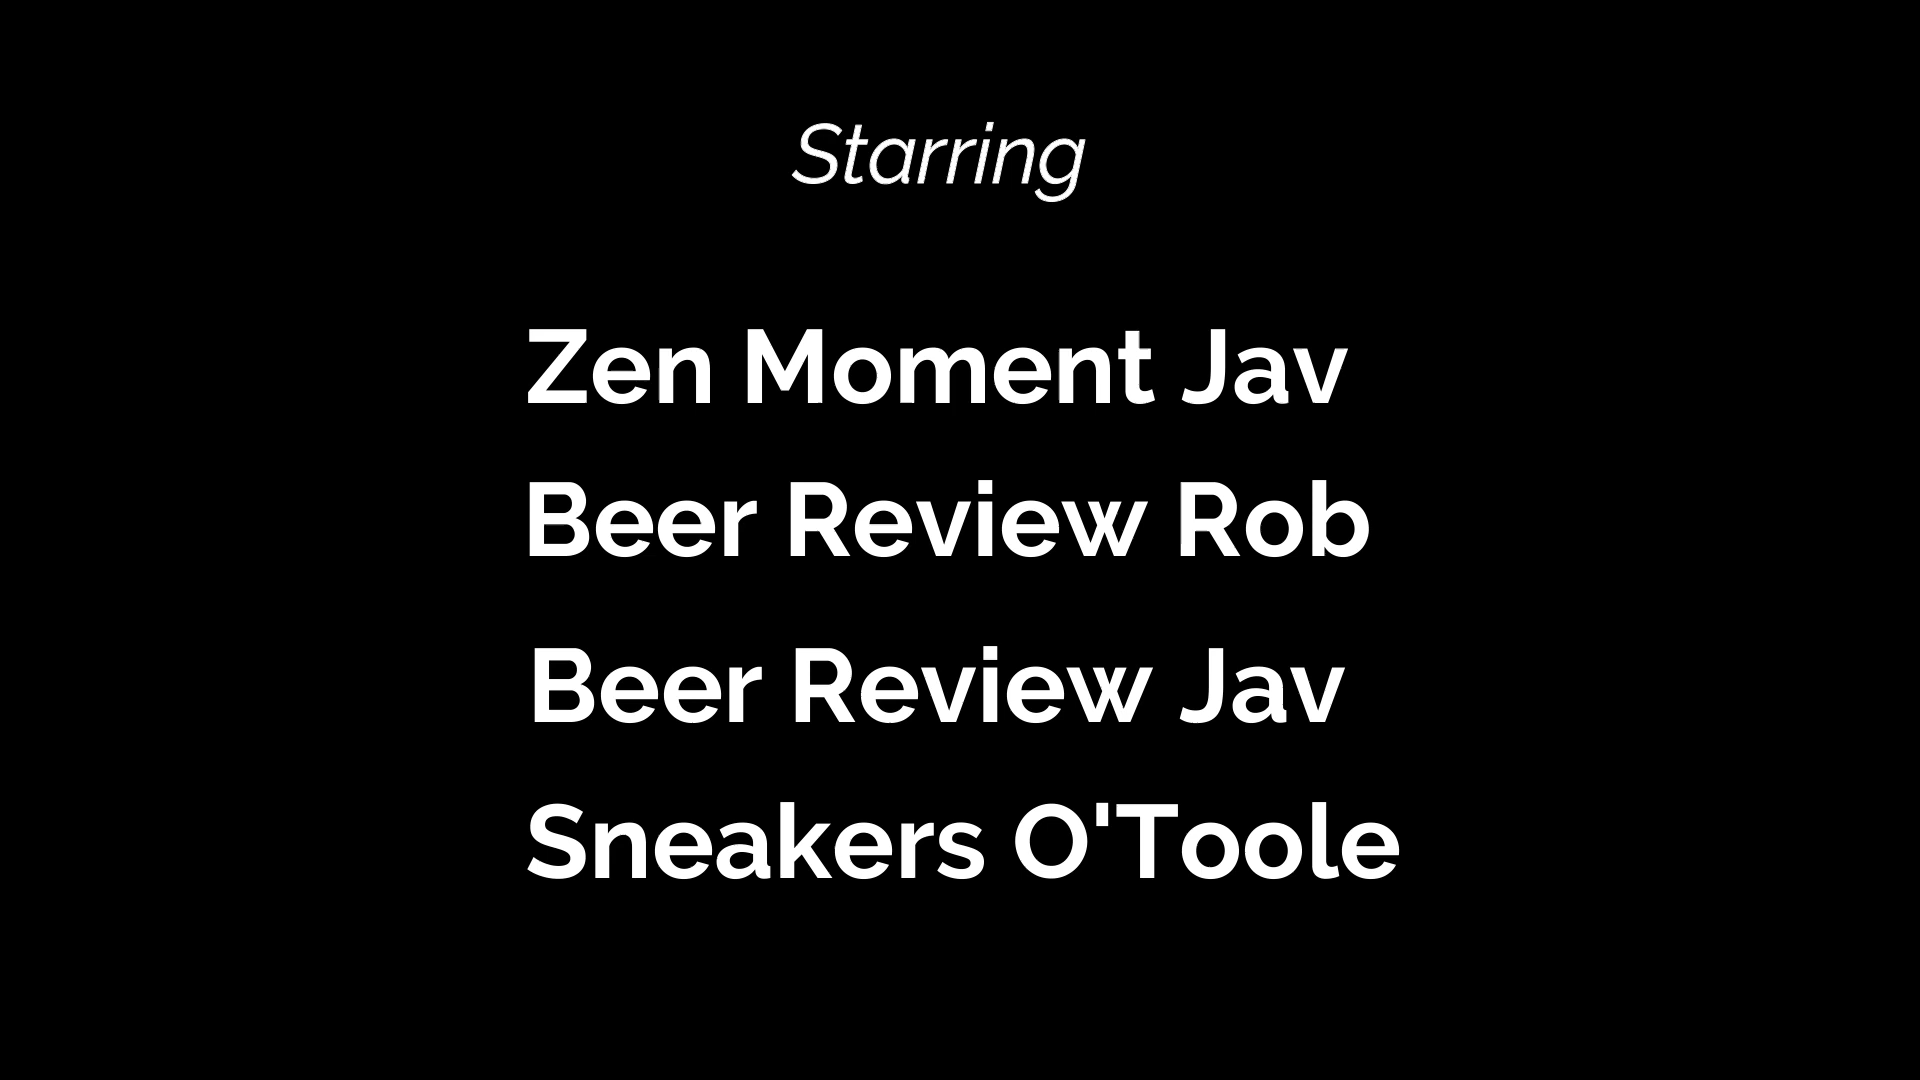 Starring
Zen Moment Jav
Beer Review Rob
Beer Review Jav
Sneakers O'Toole